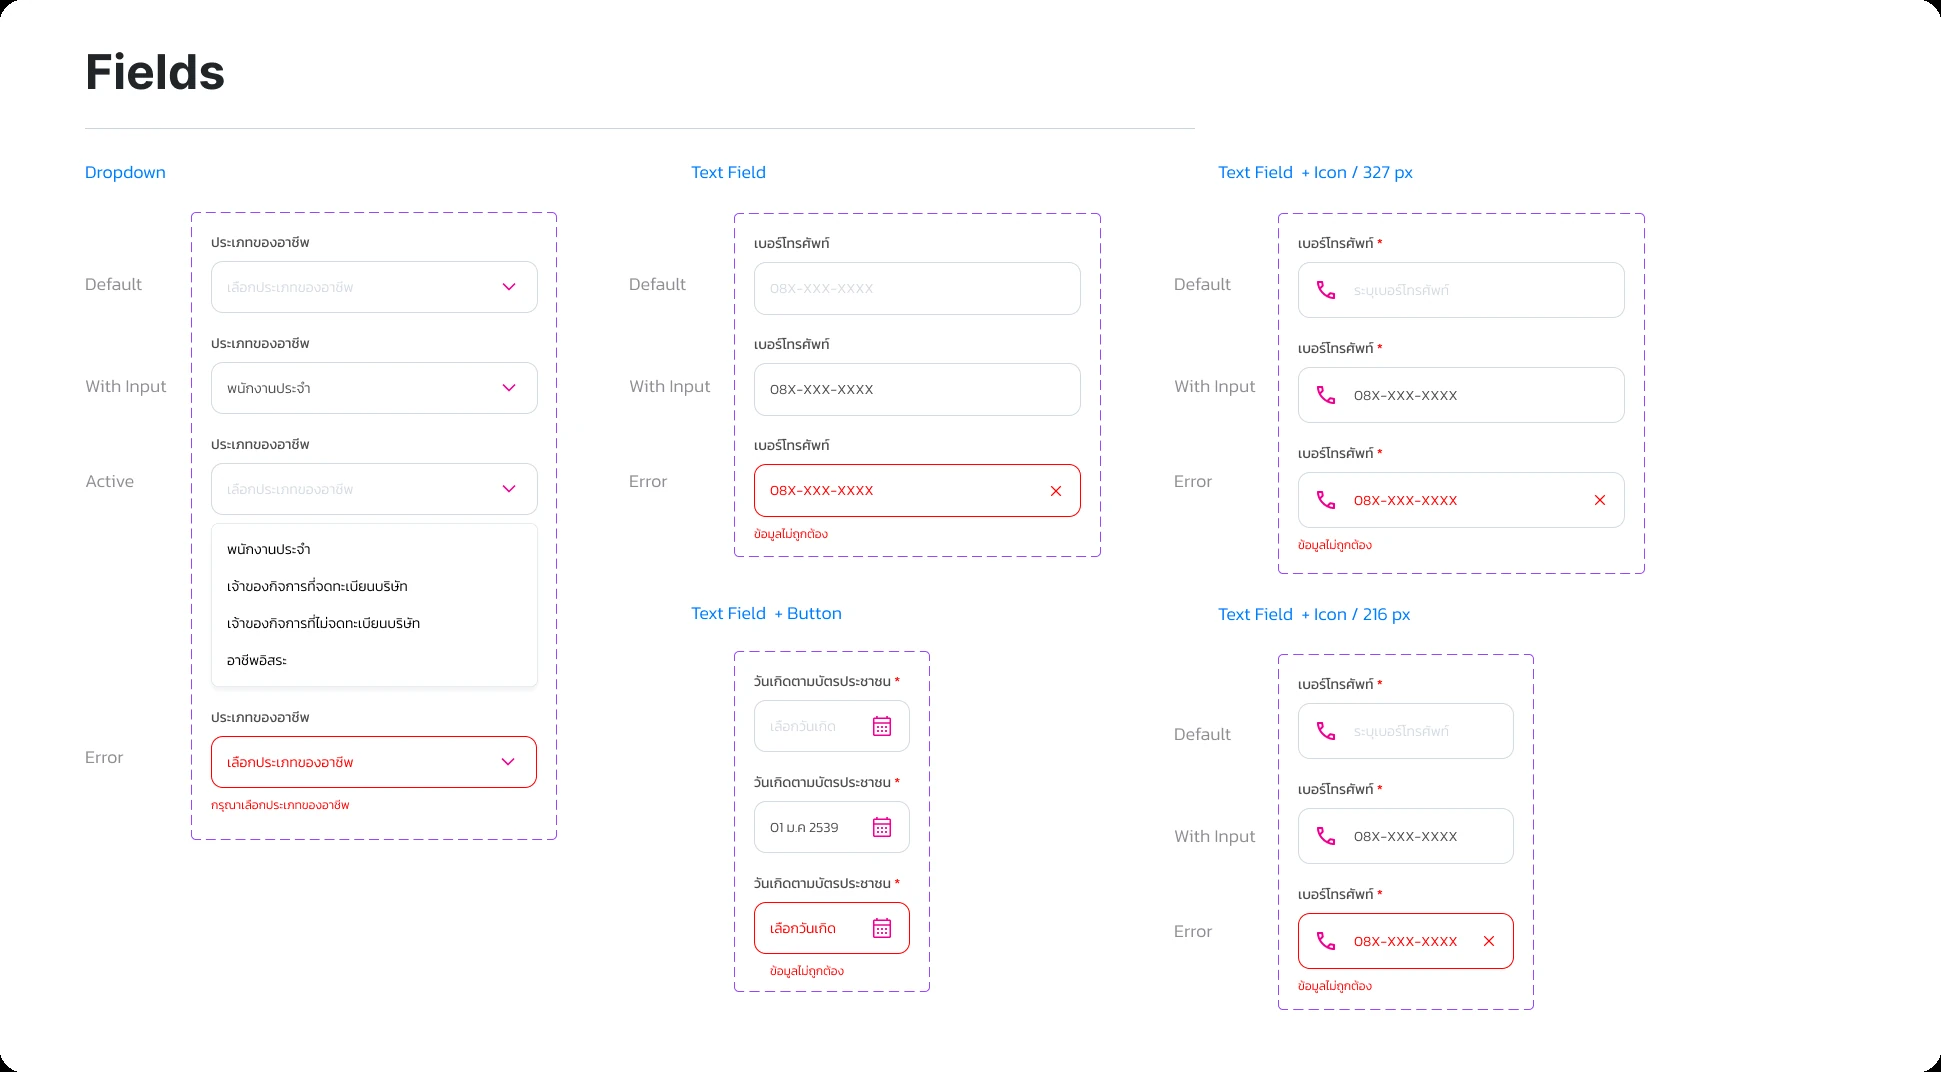 Fields
Dropdown
Default
ประเภทของอาชีพ
เลือกประเภทของอาชีพ
With Input
ประเภทของอาชีพ
พนักงานประจำ
Active
ประเภทของอาชีพ
เลือกประเภทของอาชีพ
พนักงานประจำ
เจ้าของกิจการที่จดทะเบียนบริษัท
เจ้าของกิจการที่ไม่จดทะเบียนบริษัท
อาชีพอิสระ
Error
ประเภทของอาชีพ
เลือกประเภทของอาชีพ
กรุณาเลือกประเภทของอาชีพ
Text Field
Default
เบอร์โทรศัพท์
08X-XXX-XXXX
With Input
เบอร์โทรศัพท์
08X-XXX-XXXX
Error
เบอร์โทรศัพท์
08X-XXX-XXXX
ข้อมูลไม่ถูกต้อง
Text Field + Button
วันเกิดตามบัตรประชาชน *
เลือกวันเกิด
วันเกิดตามบัตรประชาชน *
01 ม.ค 2539
วันเกิดตามบัตรประชาชน *
เลือกวันเกิด
ข้อมูลไม่ถูกต้อง
Text Field + Icon / 327 px
Default
เบอร์โทรศัพท์ *
ระบุเบอร์โทรศัพท์
With Input
เบอร์โทรศัพท์ *
08X-XXX-XXXX
Error
เบอร์โทรศัพท์ *
08X-XXX-XXXX
ข้อมูลไม่ถูกต้อง
Text Field + Icon / 216 px
Default
เบอร์โทรศัพท์ *
ระบุเบอร์โทรศัพท์
With Input
เบอร์โทรศัพท์ *
08X-XXX-XXXX
Error
เบอร์โทรศัพท์ *
08X-XXX-XXXX
ข้อมูลไม่ถูกต้อง